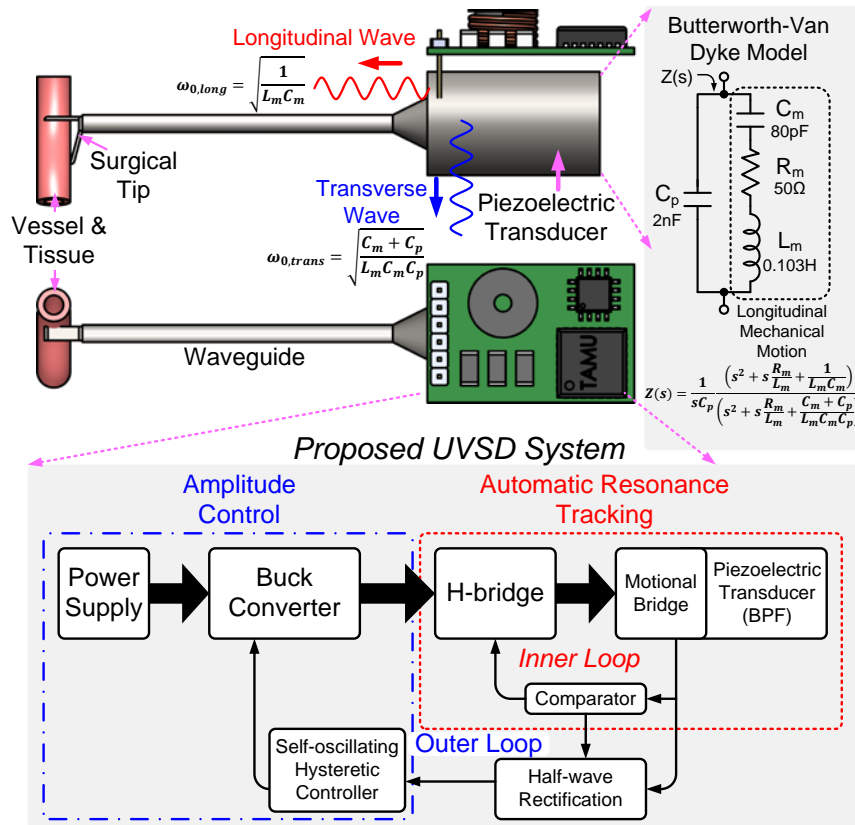 Longitudinal Wave
ω0,long = √(1 / LmCm)
Surgical
Tip
Vessel &
Tissue
Transverse
Wave
Piezoelectric
Transducer
ω0,trans = √((Cm + Cp) / (LmCmCp))
Waveguide
TAMU
Butterworth-Van
Dyke Model
Z(s)
Cm
80pF
Rm
50Ω
Cp
2nF
Lm
0.103H
Longitudinal
Mechanical
Motion
Z(s) = (1 / sCp) (s² + s Rm/Lm + 1/(LmCm)) / (s² + s Rm/Lm + (Cm + Cp)/(LmCmCp))
Proposed UVSD System
Amplitude
Control
Automatic Resonance
Tracking
Power
Supply
Buck
Converter
H-bridge
Motional
Bridge
Piezoelectric
Transducer
(BPF)
Inner Loop
Comparator
Outer Loop
Self-oscillating
Hysteretic
Controller
Half-wave
Rectification